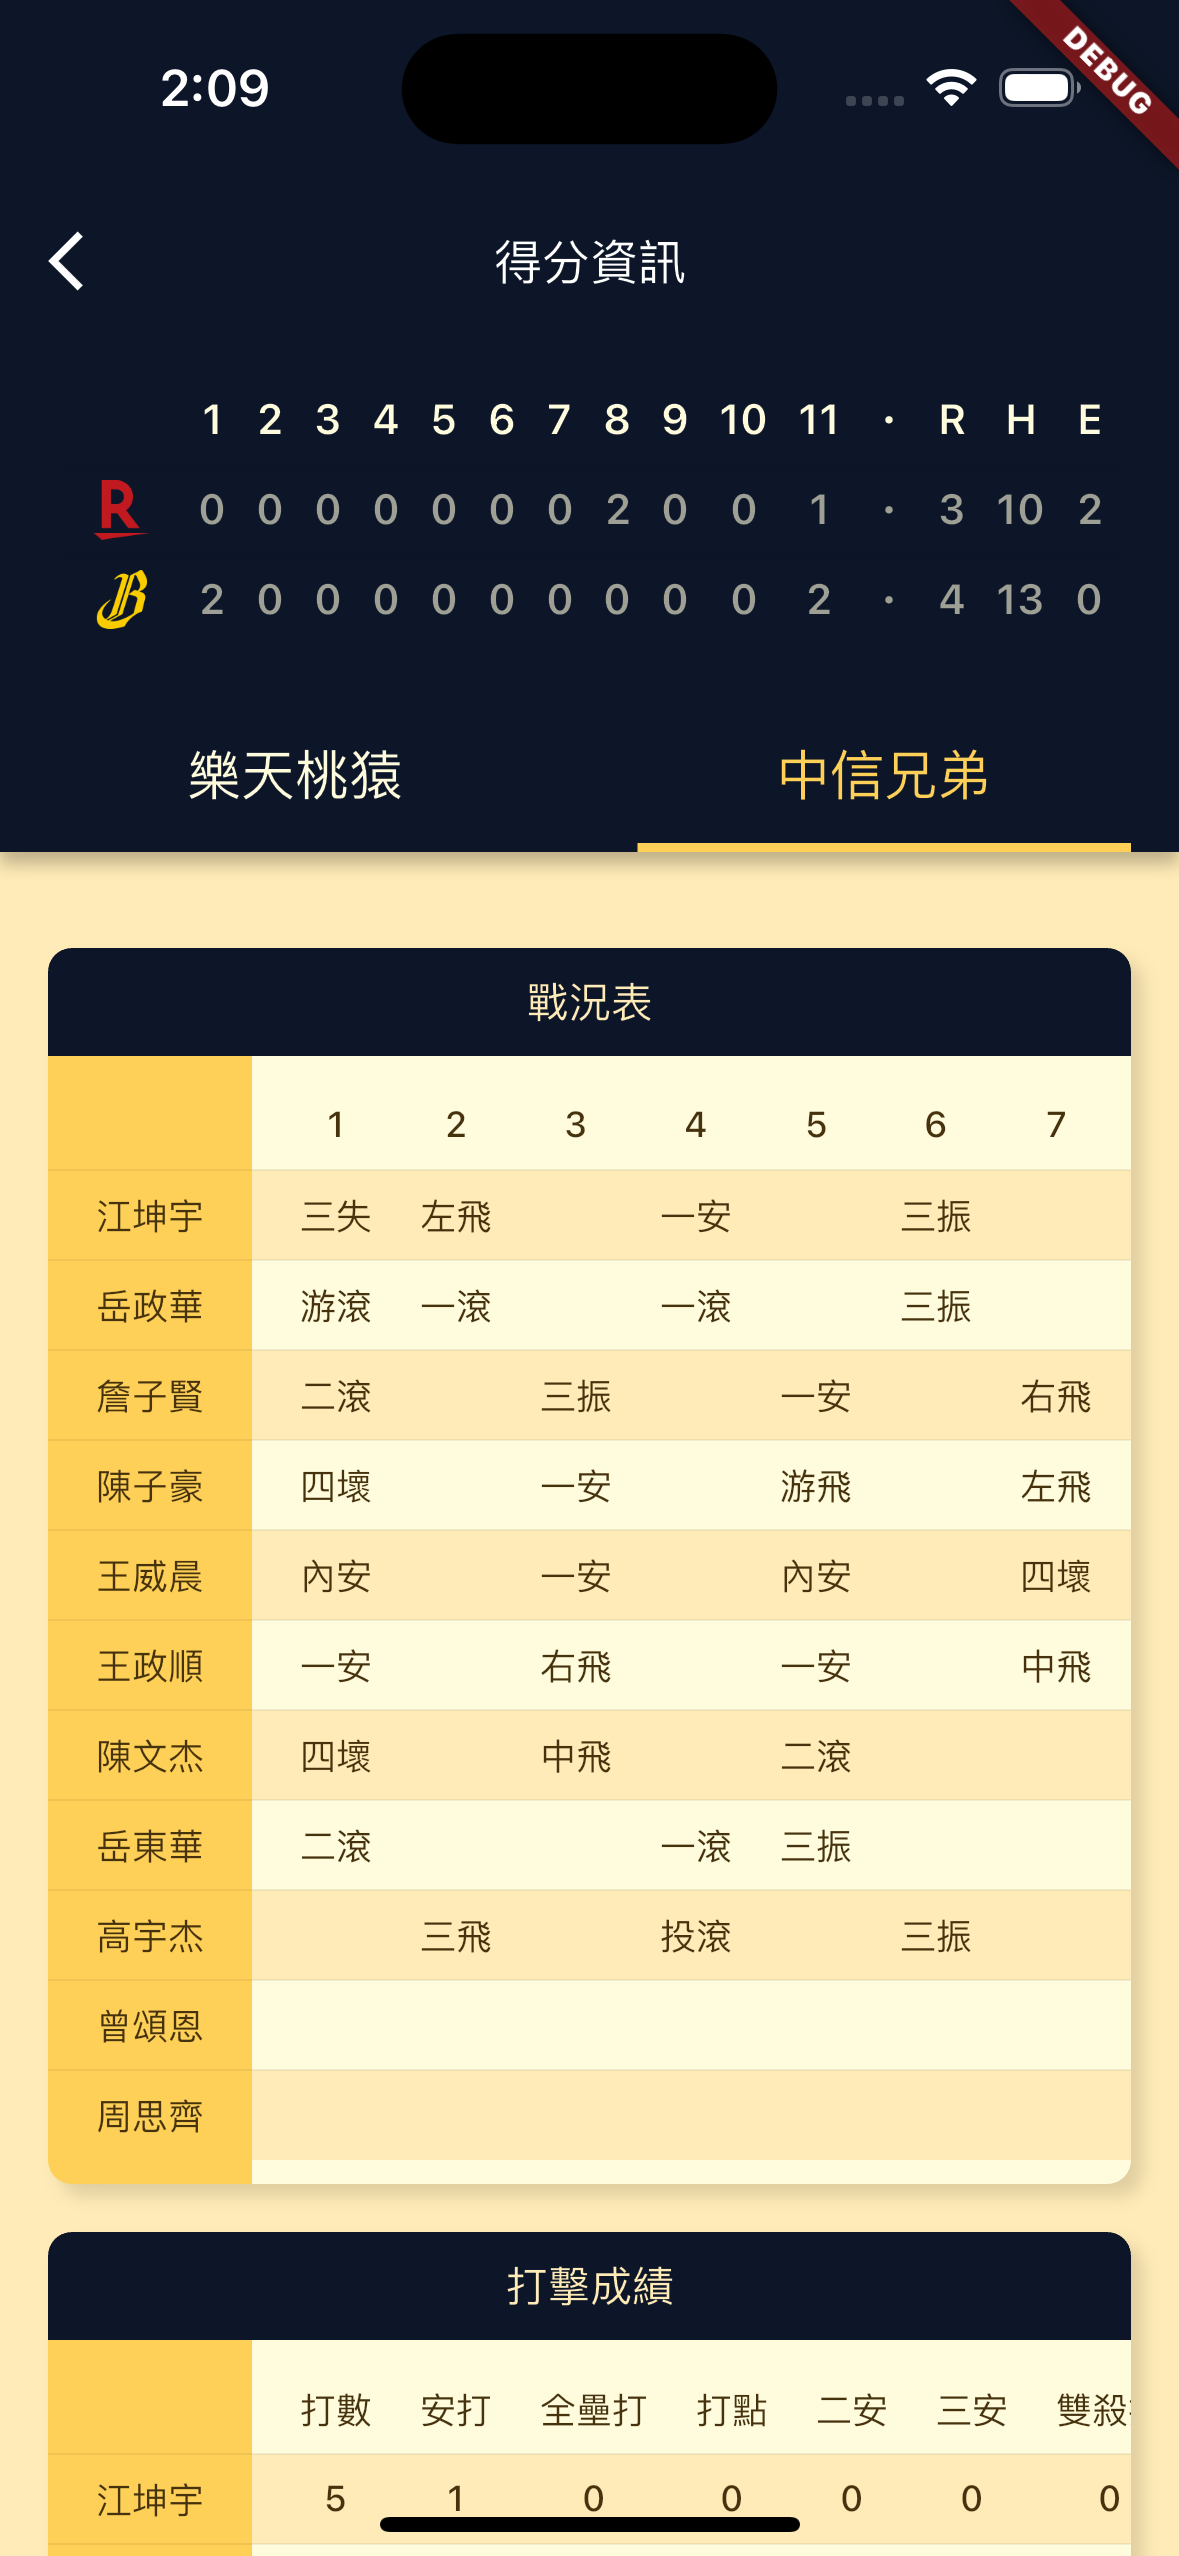 2:09
DEBUG
得分資訊
1 2 3 4 5 6 7 8 9 10 11 · R H E
R 0 0 0 0 0 0 0 2 0 0 1 · 3 10 2
B 2 0 0 0 0 0 0 0 0 0 2 · 4 13 0
樂天桃猿 中信兄弟
戰況表
1 2 3 4 5 6 7
江坤宇 三失 左飛 一安 三振
岳政華 游滾 一滾 一滾 三振
詹子賢 二滾 三振 一安 右飛
陳子豪 四壞 一安 游飛 左飛
王威晨 內安 一安 內安 四壞
王政順 一安 右飛 一安 中飛
陳文杰 四壞 中飛 二滾
岳東華 二滾 一滾 三振
高宇杰 三飛 投滾 三振
曾頌恩
周思齊
打擊成績
打數 安打 全壘打 打點 二安 三安 雙殺
江坤宇 5 1 0 0 0 0 0